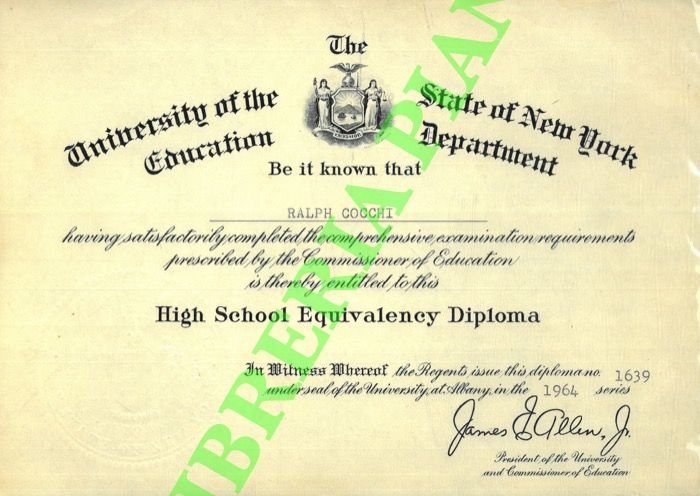 The
University of the State of New York
Education Department
EXCELSIOR
Be it known that
RALPH COCCHI
having satisfactorily completed the comprehensive examination requirements
prescribed by the Commissioner of Education
is thereby entitled to this
High School Equivalency Diploma
In Witness Whereof the Regents issue this diploma no. 1639
under seal of the University at Albany, in the 1964 series
James E Allen, Jr.
President of the University
and Commissioner of Education
LIBRERIA PIAN